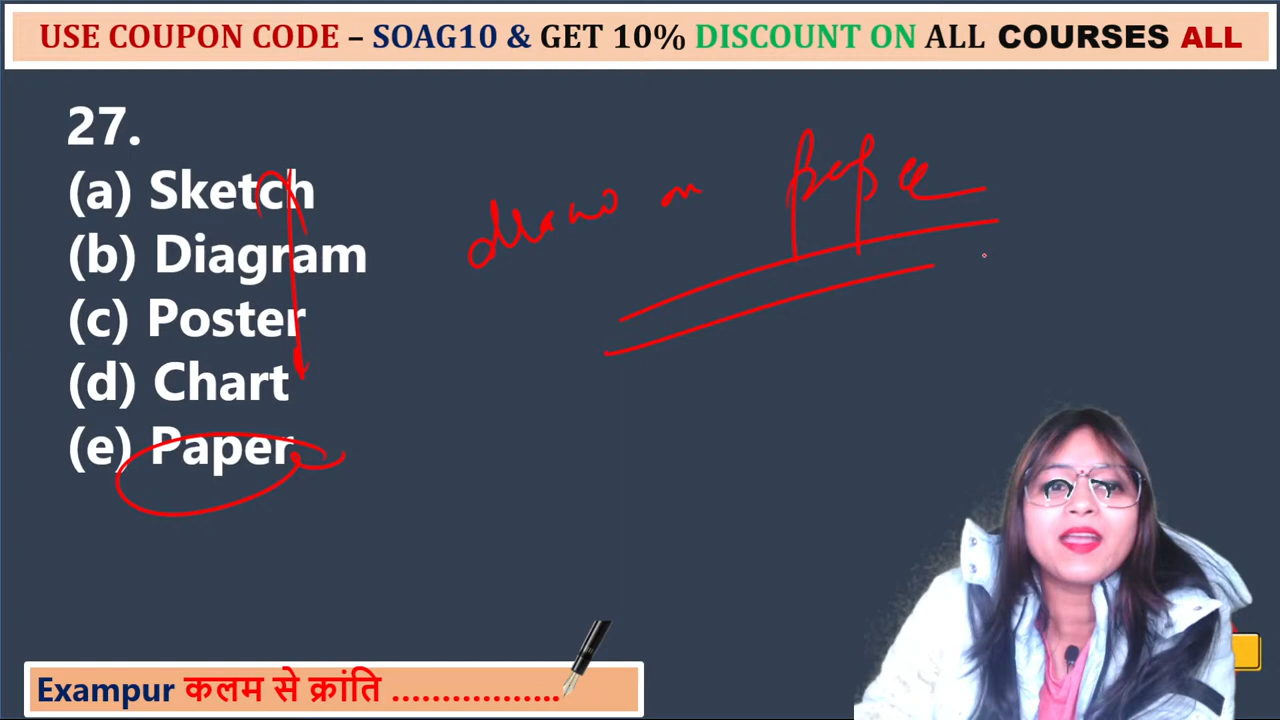 USE COUPON CODE – SOAG10 & GET 10% DISCOUNT ON ALL COURSES ALL
27.
(a) Sketch
(b) Diagram
(c) Poster
(d) Chart
(e) Paper
on
Exampur कलम से क्रांति .................